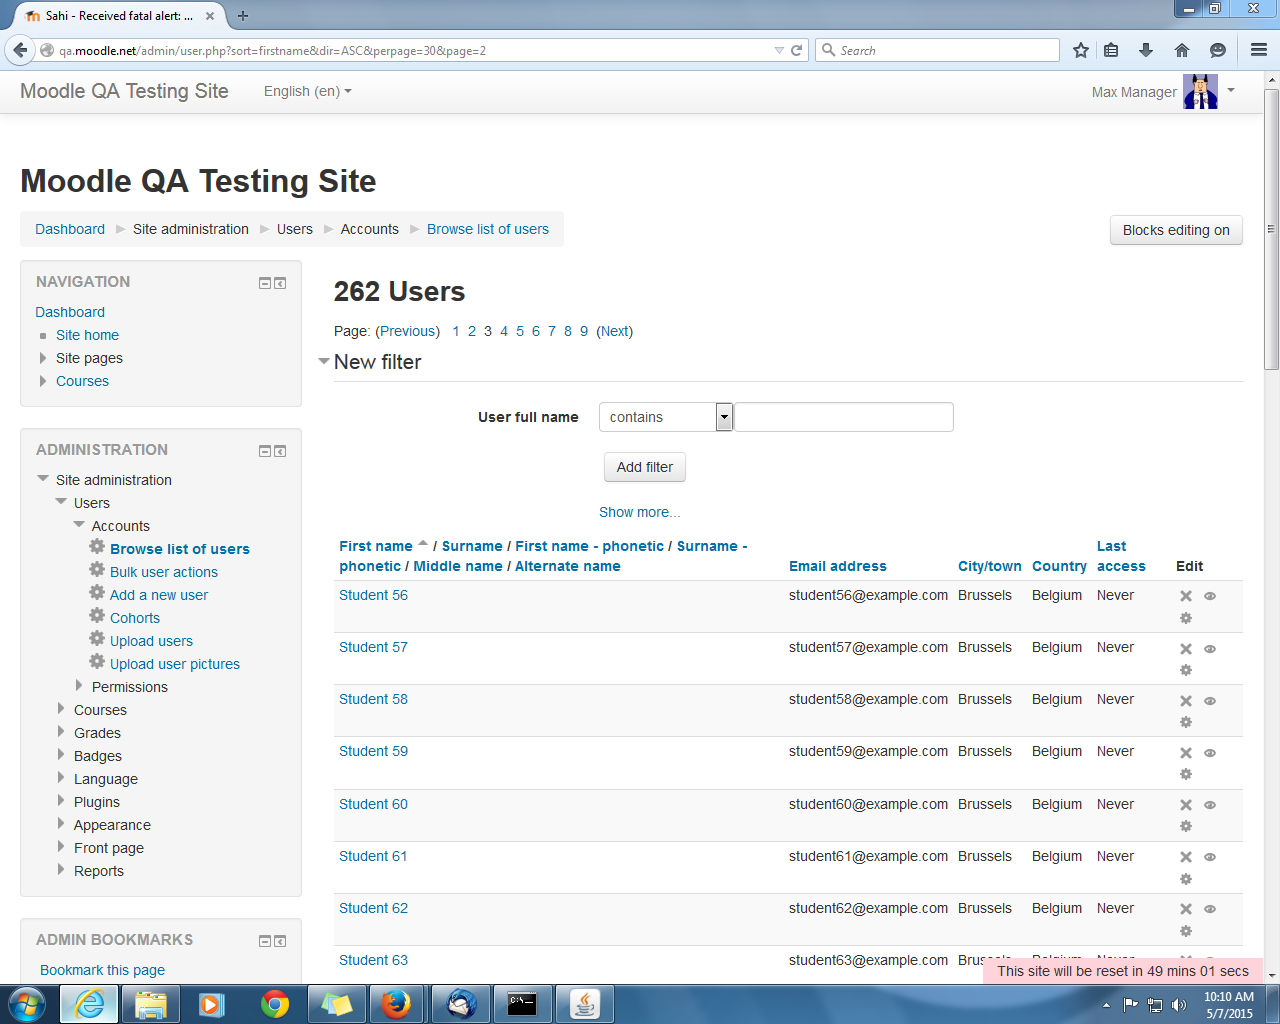 Sahi - Received fatal alert: ...
qa.moodle.net/admin/user.php?sort=firstname&dir=ASC&perpage=30&page=2
Search
Moodle QA Testing Site
English (en)
Max Manager
Moodle QA Testing Site
Dashboard Site administration Users Accounts Browse list of users
Blocks editing on
NAVIGATION
Dashboard
Site home
Site pages
Courses
ADMINISTRATION
Site administration
Users
Accounts
Browse list of users
Bulk user actions
Add a new user
Cohorts
Upload users
Upload user pictures
Permissions
Courses
Grades
Badges
Language
Plugins
Appearance
Front page
Reports
ADMIN BOOKMARKS
Bookmark this page
262 Users
Page: (Previous) 1 2 3 4 5 6 7 8 9 (Next)
New filter
User full name contains
Add filter
Show more...
First name / Surname / First name - phonetic / Surname -
phonetic / Middle name / Alternate name Email address City/town Country Last access Edit
Student 56 student56@example.com Brussels Belgium Never
Student 57 student57@example.com Brussels Belgium Never
Student 58 student58@example.com Brussels Belgium Never
Student 59 student59@example.com Brussels Belgium Never
Student 60 student60@example.com Brussels Belgium Never
Student 61 student61@example.com Brussels Belgium Never
Student 62 student62@example.com Brussels Belgium Never
Student 63 student63@example.com
This site will be reset in 49 mins 01 secs
C:\
10:10 AM
5/7/2015